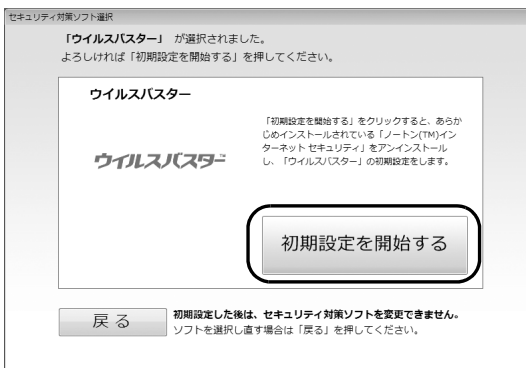 セキュリティ対策ソフト選択
「ウイルスバスター」 が選択されました。
よろしければ「初期設定を開始する」を押してください。
ウイルスバスター
「初期設定を開始する」をクリックすると、あらか
じめインストールされている「ノートン(TM)イン
ターネット セキュリティ」をアンインストール
し、「ウイルスバスター」の初期設定をします。
ウイルスバスター™
初期設定を開始する
戻 る
初期設定した後は、セキュリティ対策ソフトを変更できません。
ソフトを選択し直す場合は「戻る」を押してください。